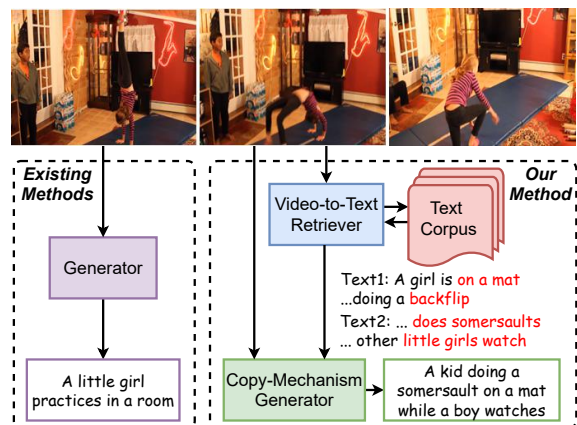 Existing
Methods
Our
Method
Video-to-Text
Retriever
Text
Corpus
Generator
Text1: A girl is on a mat
...doing a backflip
Text2: ... does somersaults
... other little girls watch
A little girl
practices in a room
Copy-Mechanism
Generator
A kid doing a
somersault on a mat
while a boy watches